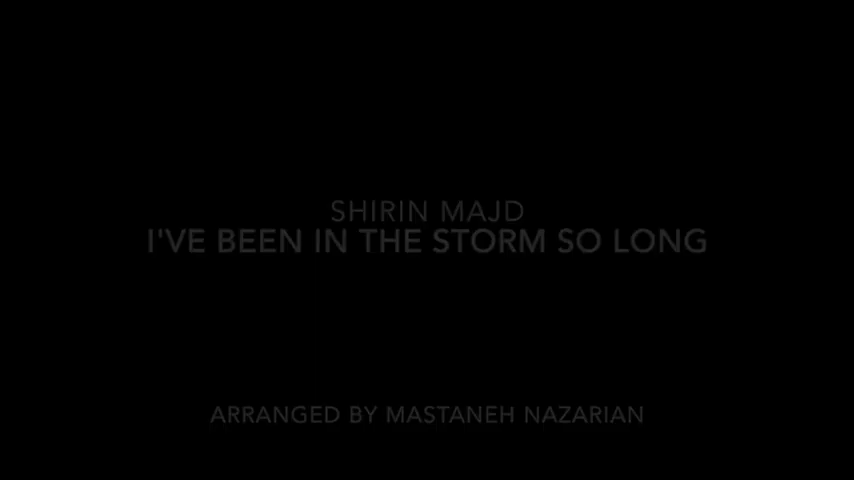 SHIRIN MAJD
I'VE BEEN IN THE STORM SO LONG
ARRANGED BY MASTANEH NAZARIAN